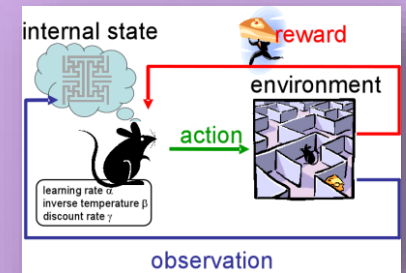 internal state
reward
environment
action
learning rate α
inverse temperature β
discount rate γ
observation